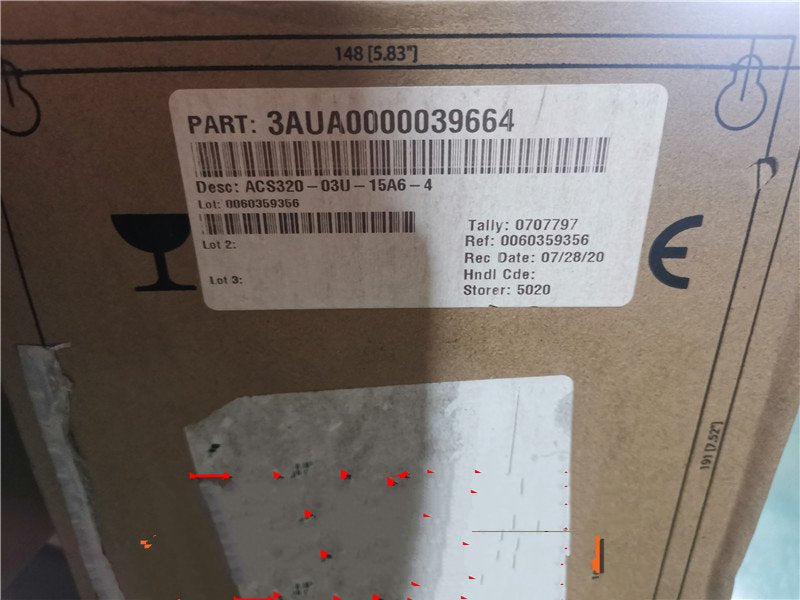 148 [5.83"]
PART: 3AUA0000039664
Desc: ACS320-03U-15A6-4
Lot: 0060359356
Lot 2:
Lot 3:
Tally: 0707797
Ref: 0060359356
Rec Date: 07/28/20
Hndl Cde:
Storer: 5020
CE
191 [7.52"]